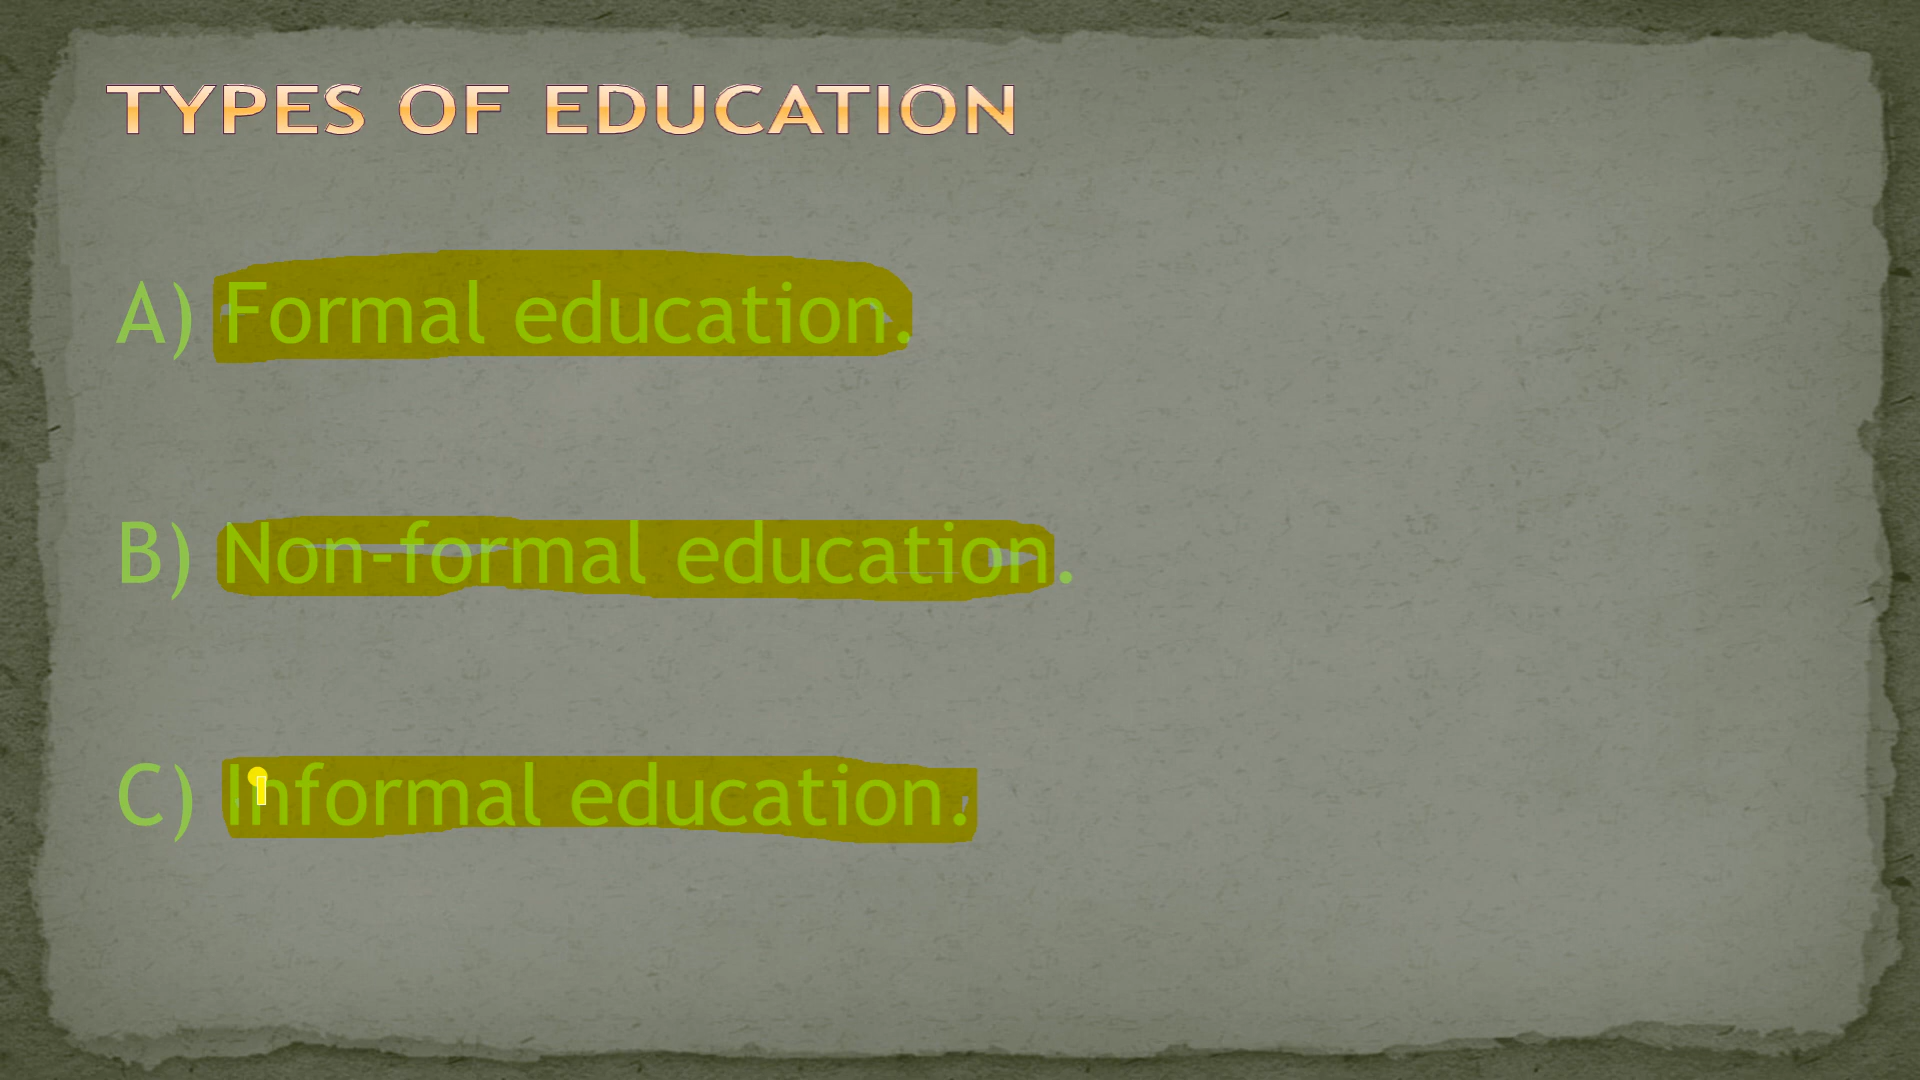 TYPES OF EDUCATION
A) Formal education.
B) Non-formal education.
C) Informal education.